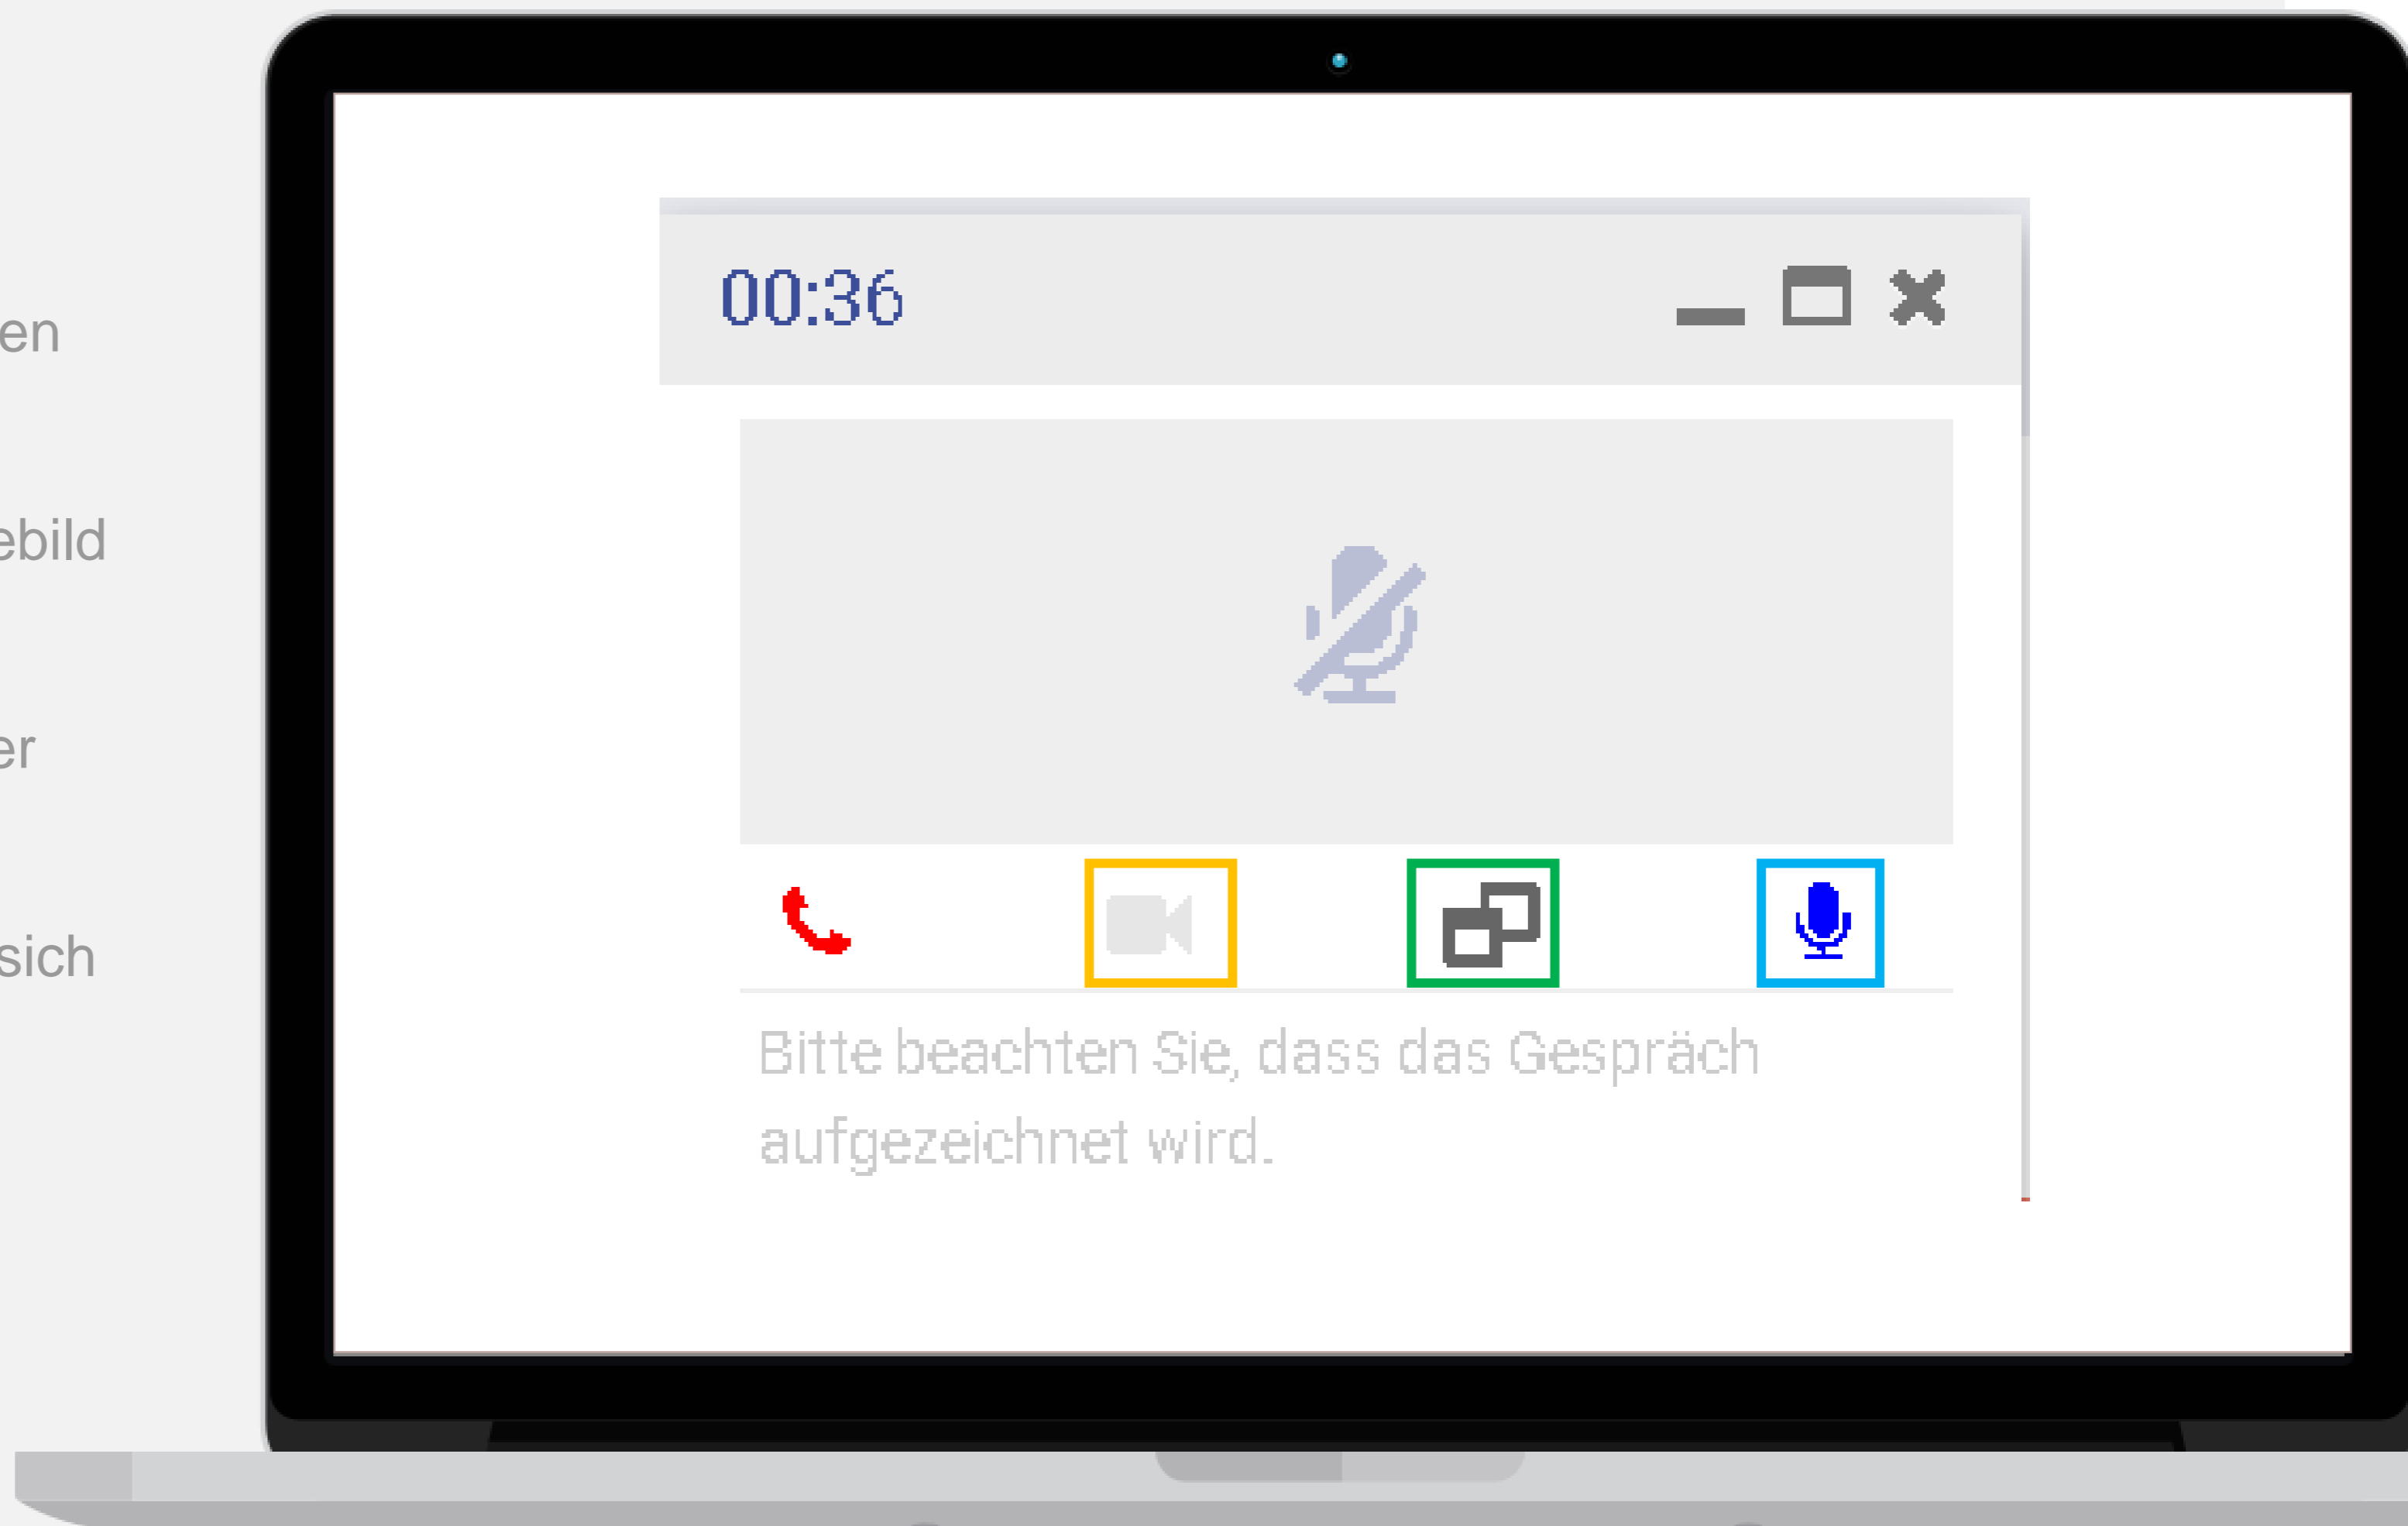 00:36
en
ebild
er
sich
Bitte beachten Sie, dass das Gespräch
aufgezeichnet wird.